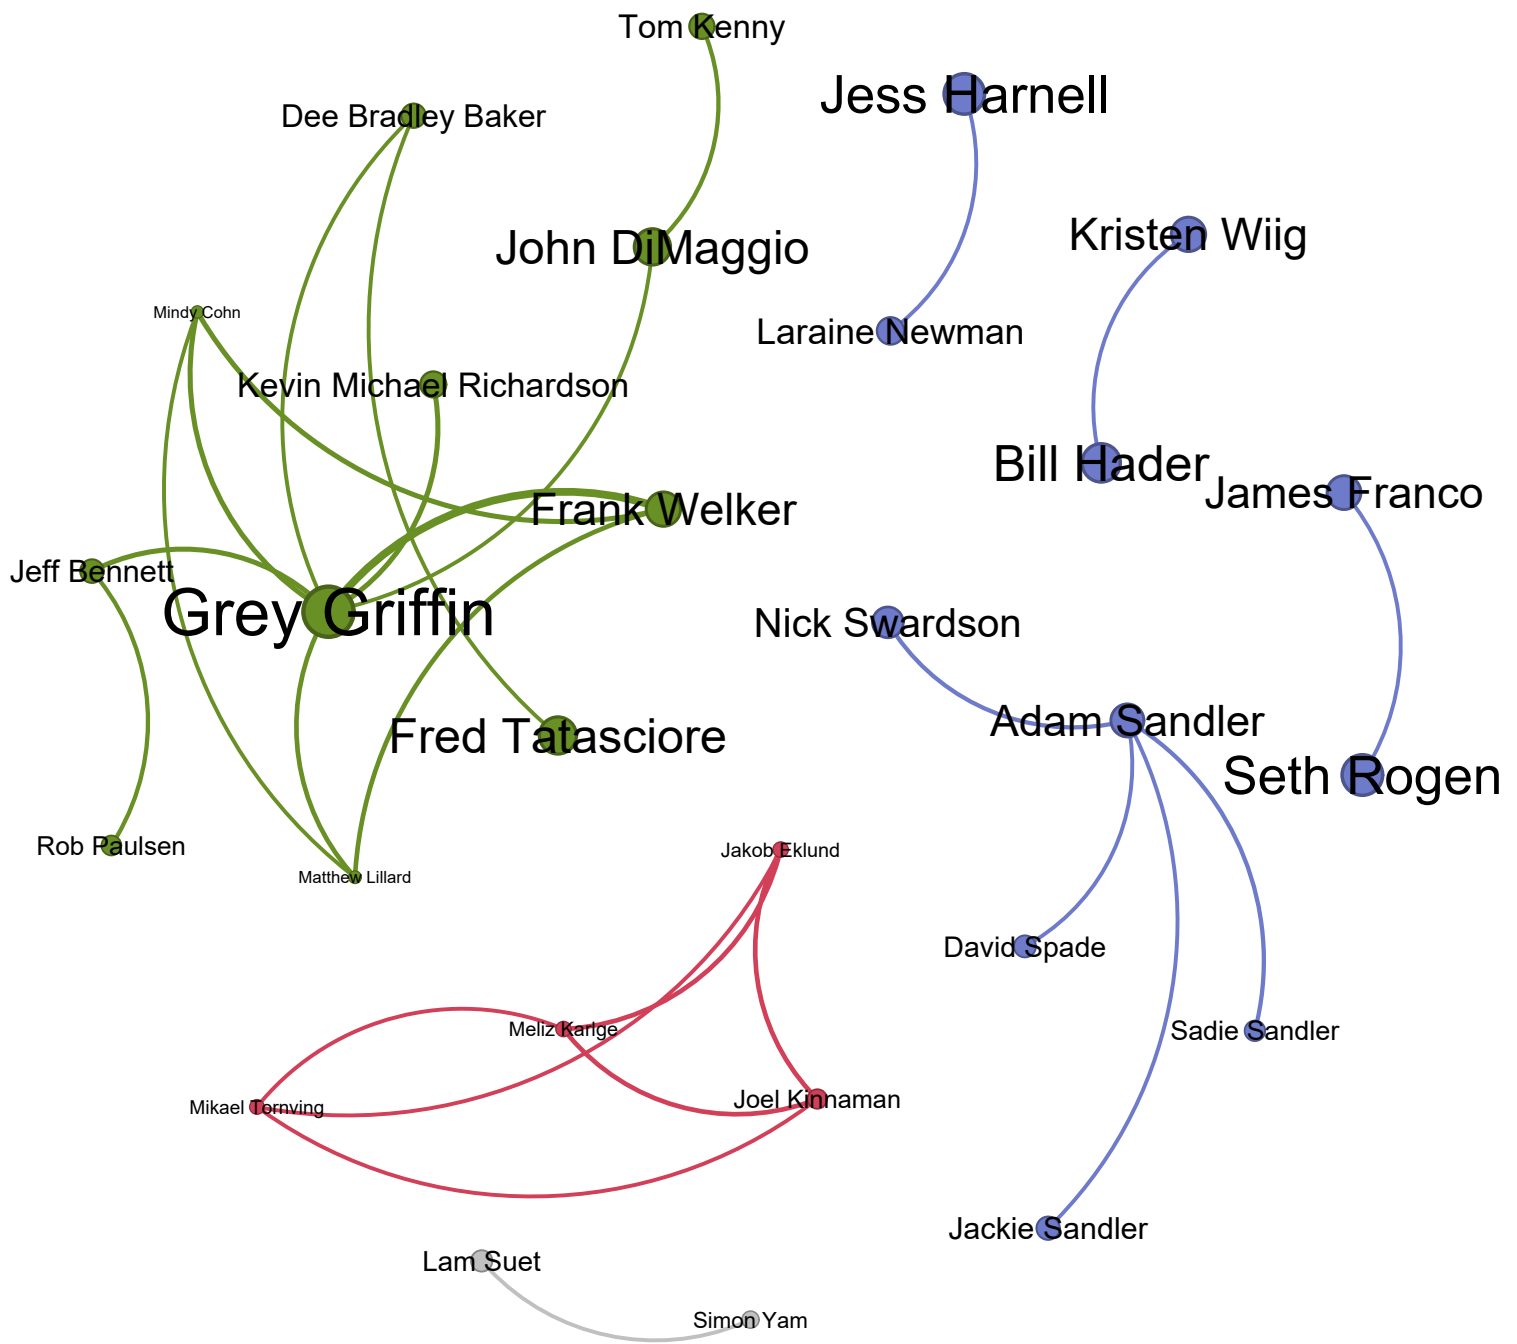 Tom Kenny
Jess Harnell
Dee Bradley Baker
Kristen Wiig
John DiMaggio
Mindy Cohn
Laraine Newman
Kevin Michael Richardson
Bill Hader
James Franco
Frank Welker
Jeff Bennett
Grey Griffin
Nick Swardson
Adam Sandler
Fred Tatasciore
Seth Rogen
Rob Paulsen
Jakob Eklund
Matthew Lillard
David Spade
Meliz Karlge
Sadie Sandler
Joel Kinnaman
Mikael Tornving
Jackie Sandler
Lam Suet
Simon Yam